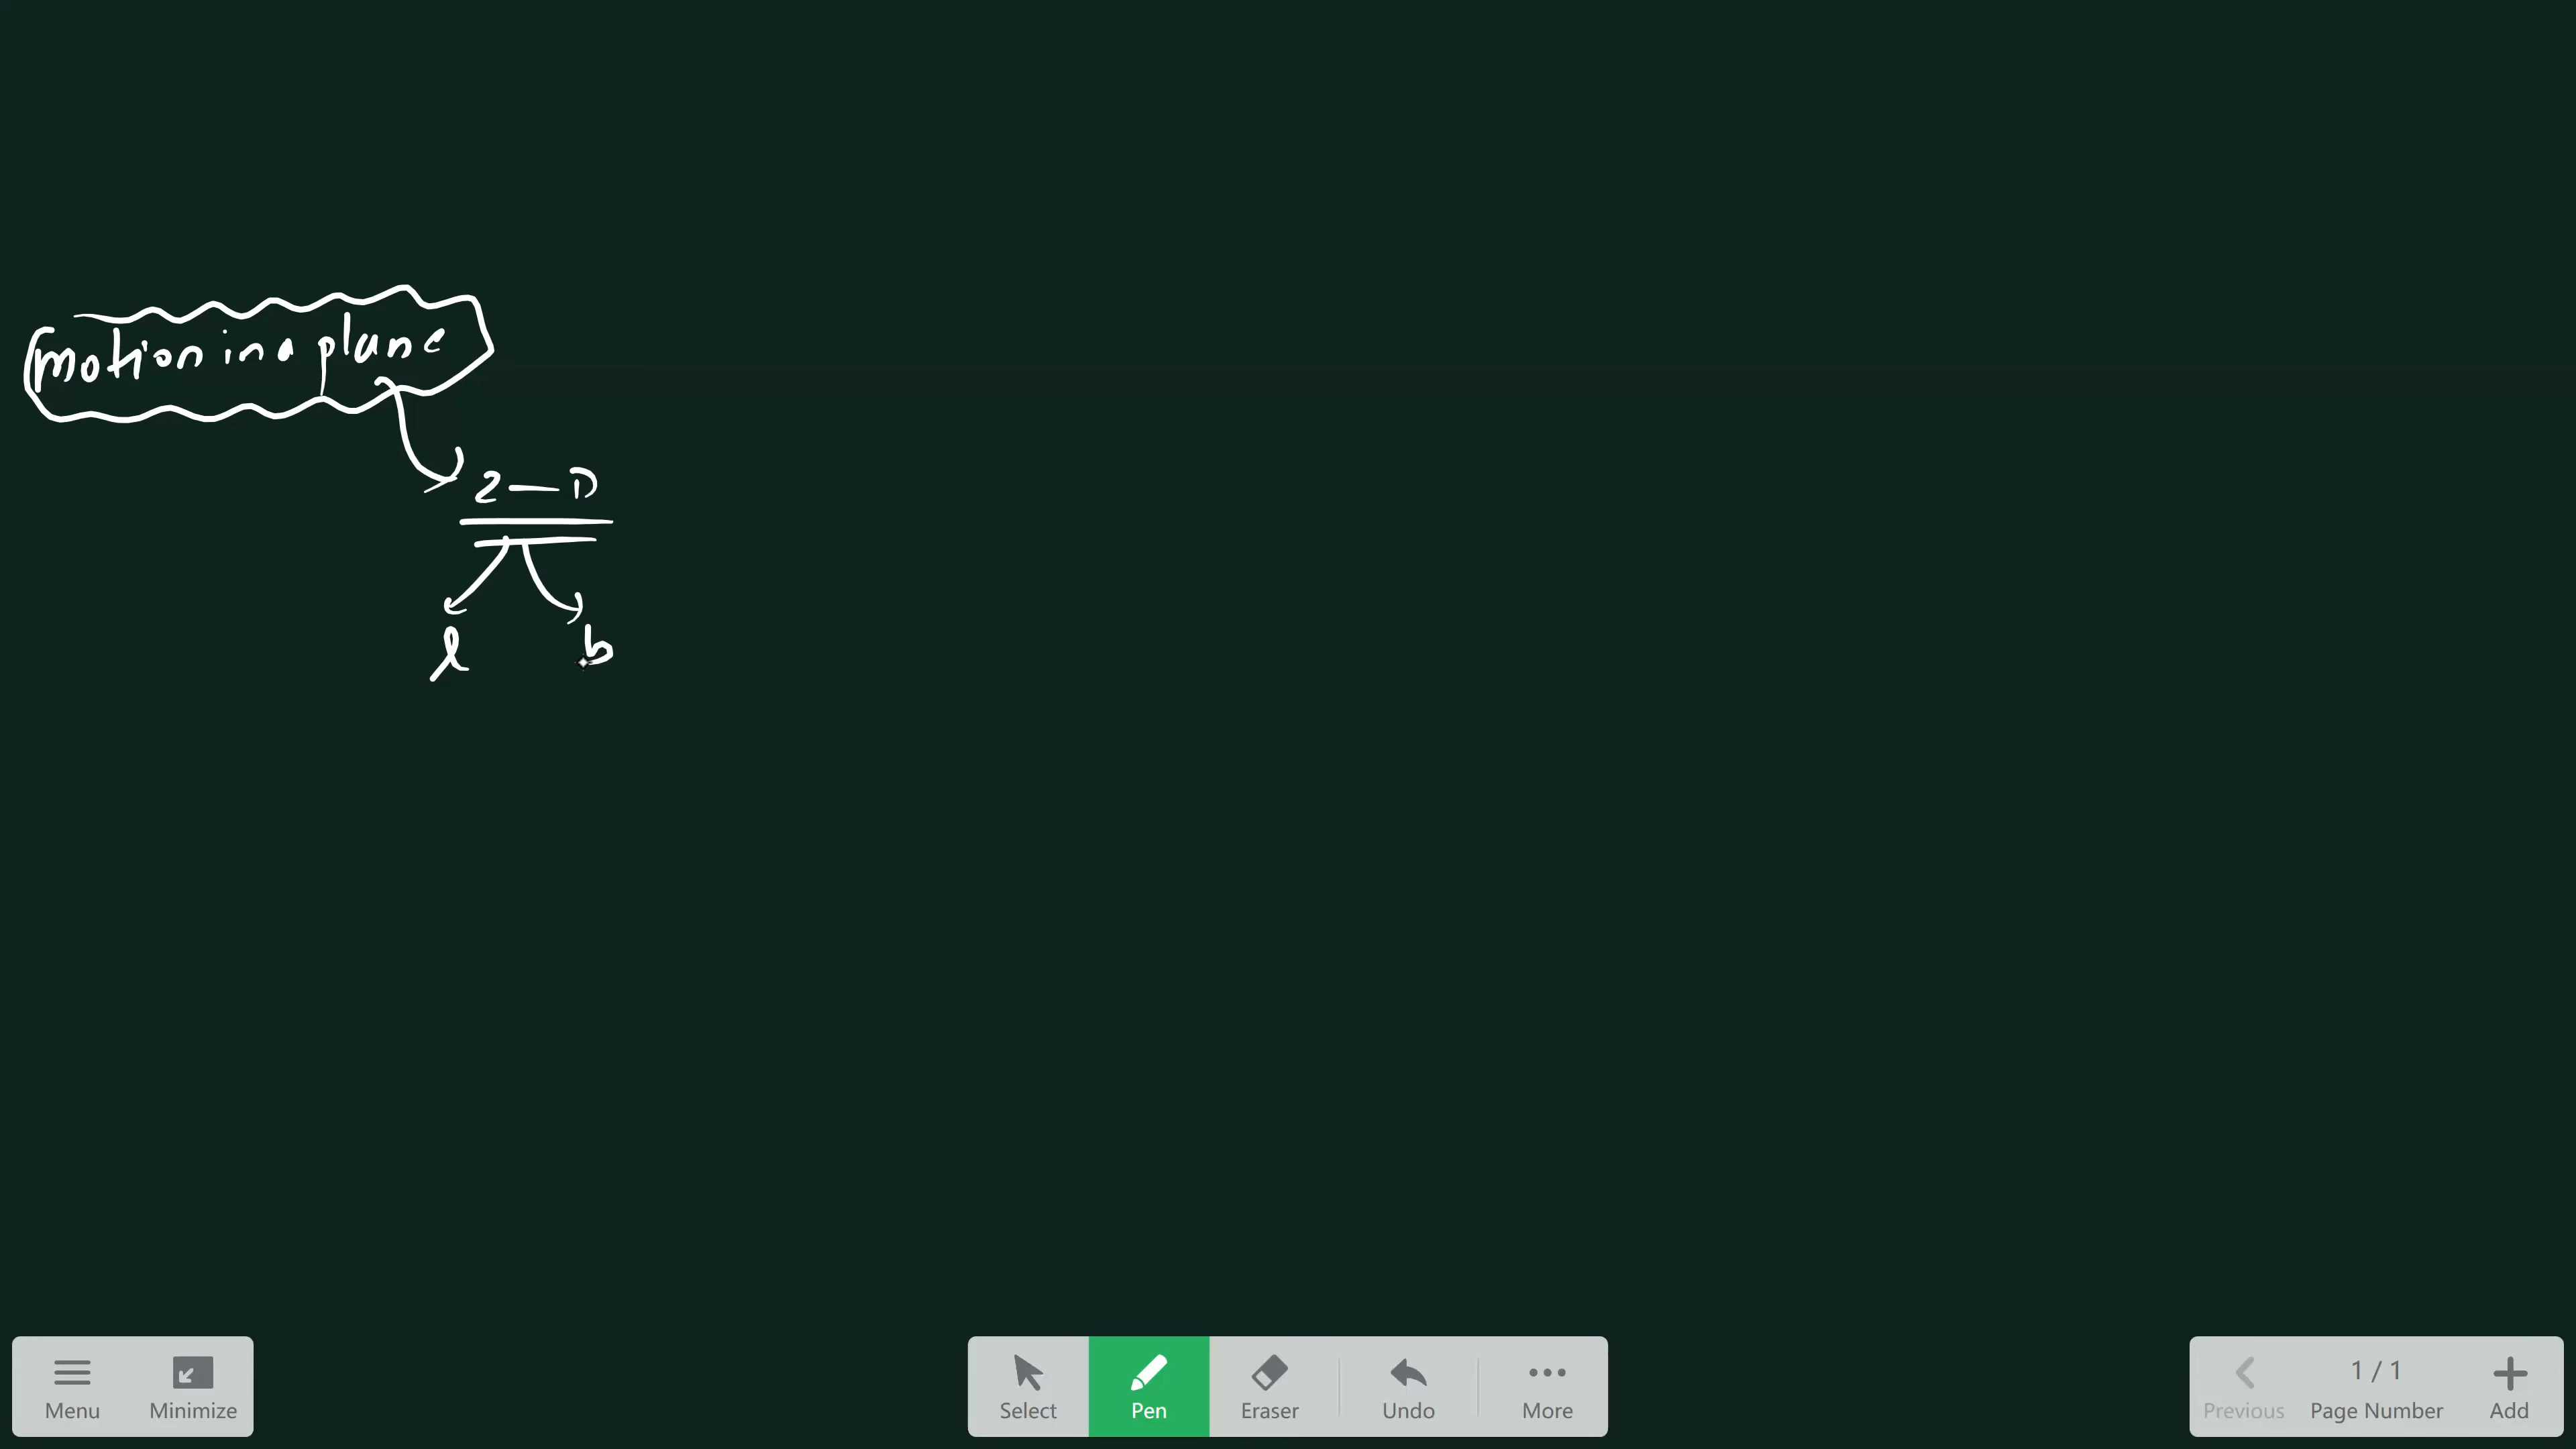 motion in a plane
2 — D
l b
Menu Minimize Select Pen Eraser Undo More Previous 1 / 1 Page Number Add